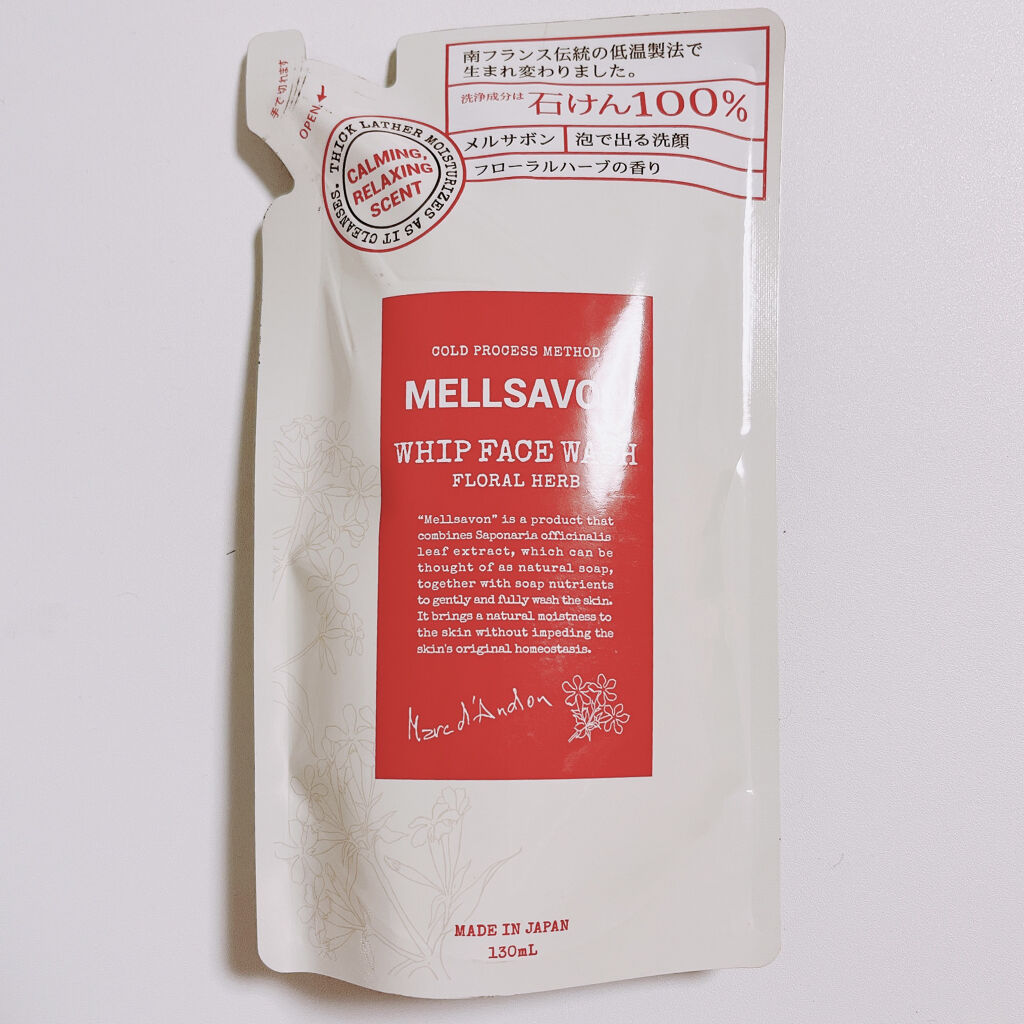 南フランス伝統の低温製法で
生まれ変わりました。
洗浄成分は 石けん100%
メルサボン 泡で出る洗顔
フローラルハーブの香り
手で切れます
OPEN
THICK LATHER MOISTURIZES AS IT CLEANSES.
CALMING,
RELAXING
SCENT
COLD PROCESS METHOD
MELLSAVON
WHIP FACE WASH
FLORAL HERB
"Mellsavon" is a product that
combines Saponaria officinalis
leaf extract, which can be
thought of as natural soap,
together with soap nutrients
to gently and fully wash the skin.
It brings a natural moistness to
the skin without impeding the
skin's original homeostasis.
Marc d'Andon
MADE IN JAPAN
130mL